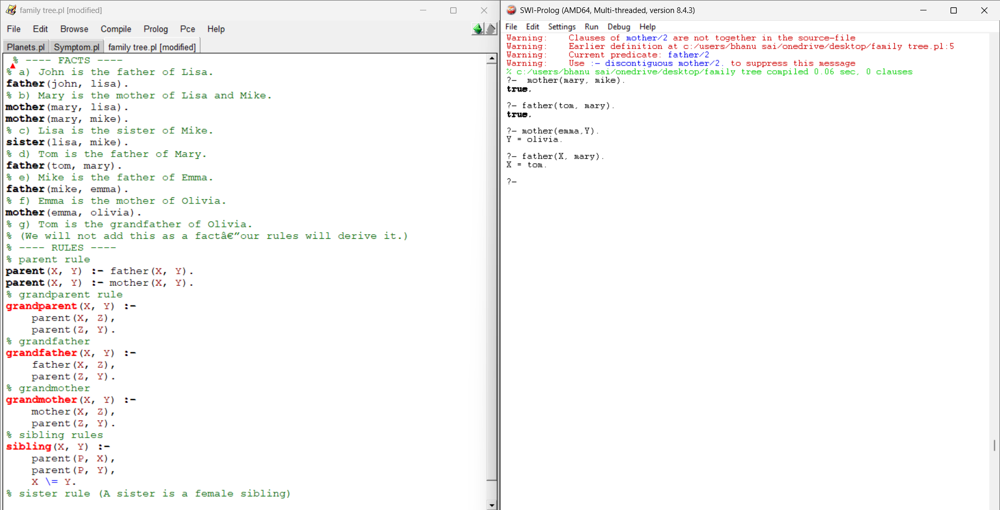 family tree.pl [modified]
File Edit Browse Compile Prolog Pce Help
Planets.pl Symptom.pl family tree.pl [modified]
% ---- FACTS ----
% a) John is the father of Lisa.
father(john, lisa).
% b) Mary is the mother of Lisa and Mike.
mother(mary, lisa).
mother(mary, mike).
% c) Lisa is the sister of Mike.
sister(lisa, mike).
% d) Tom is the father of Mary.
father(tom, mary).
% e) Mike is the father of Emma.
father(mike, emma).
% f) Emma is the mother of Olivia.
mother(emma, olivia).
% g) Tom is the grandfather of Olivia.
% (We will not add this as a factâ€”our rules will derive it.)
% ---- RULES ----
% parent rule
parent(X, Y) :- father(X, Y).
parent(X, Y) :- mother(X, Y).
% grandparent rule
grandparent(X, Y) :-
    parent(X, Z),
    parent(Z, Y).
% grandfather
grandfather(X, Y) :-
    father(X, Z),
    parent(Z, Y).
% grandmother
grandmother(X, Y) :-
    mother(X, Z),
    parent(Z, Y).
% sibling rules
sibling(X, Y) :-
    parent(P, X),
    parent(P, Y),
    X \= Y.
% sister rule (A sister is a female sibling)
SWI-Prolog (AMD64, Multi-threaded, version 8.4.3)
File Edit Settings Run Debug Help
Warning:    Clauses of mother/2 are not together in the source-file
Warning:    Earlier definition at c:/users/bhanu sai/onedrive/desktop/family tree.pl:5
Warning:    Current predicate: father/2
Warning:    Use :- discontiguous mother/2. to suppress this message
% c:/users/bhanu sai/onedrive/desktop/family tree compiled 0.06 sec, 0 clauses
?-  mother(mary, mike).
true.
?- father(tom, mary).
true.
?- mother(emma,Y).
Y = olivia.
?- father(X, mary).
X = tom.
?-